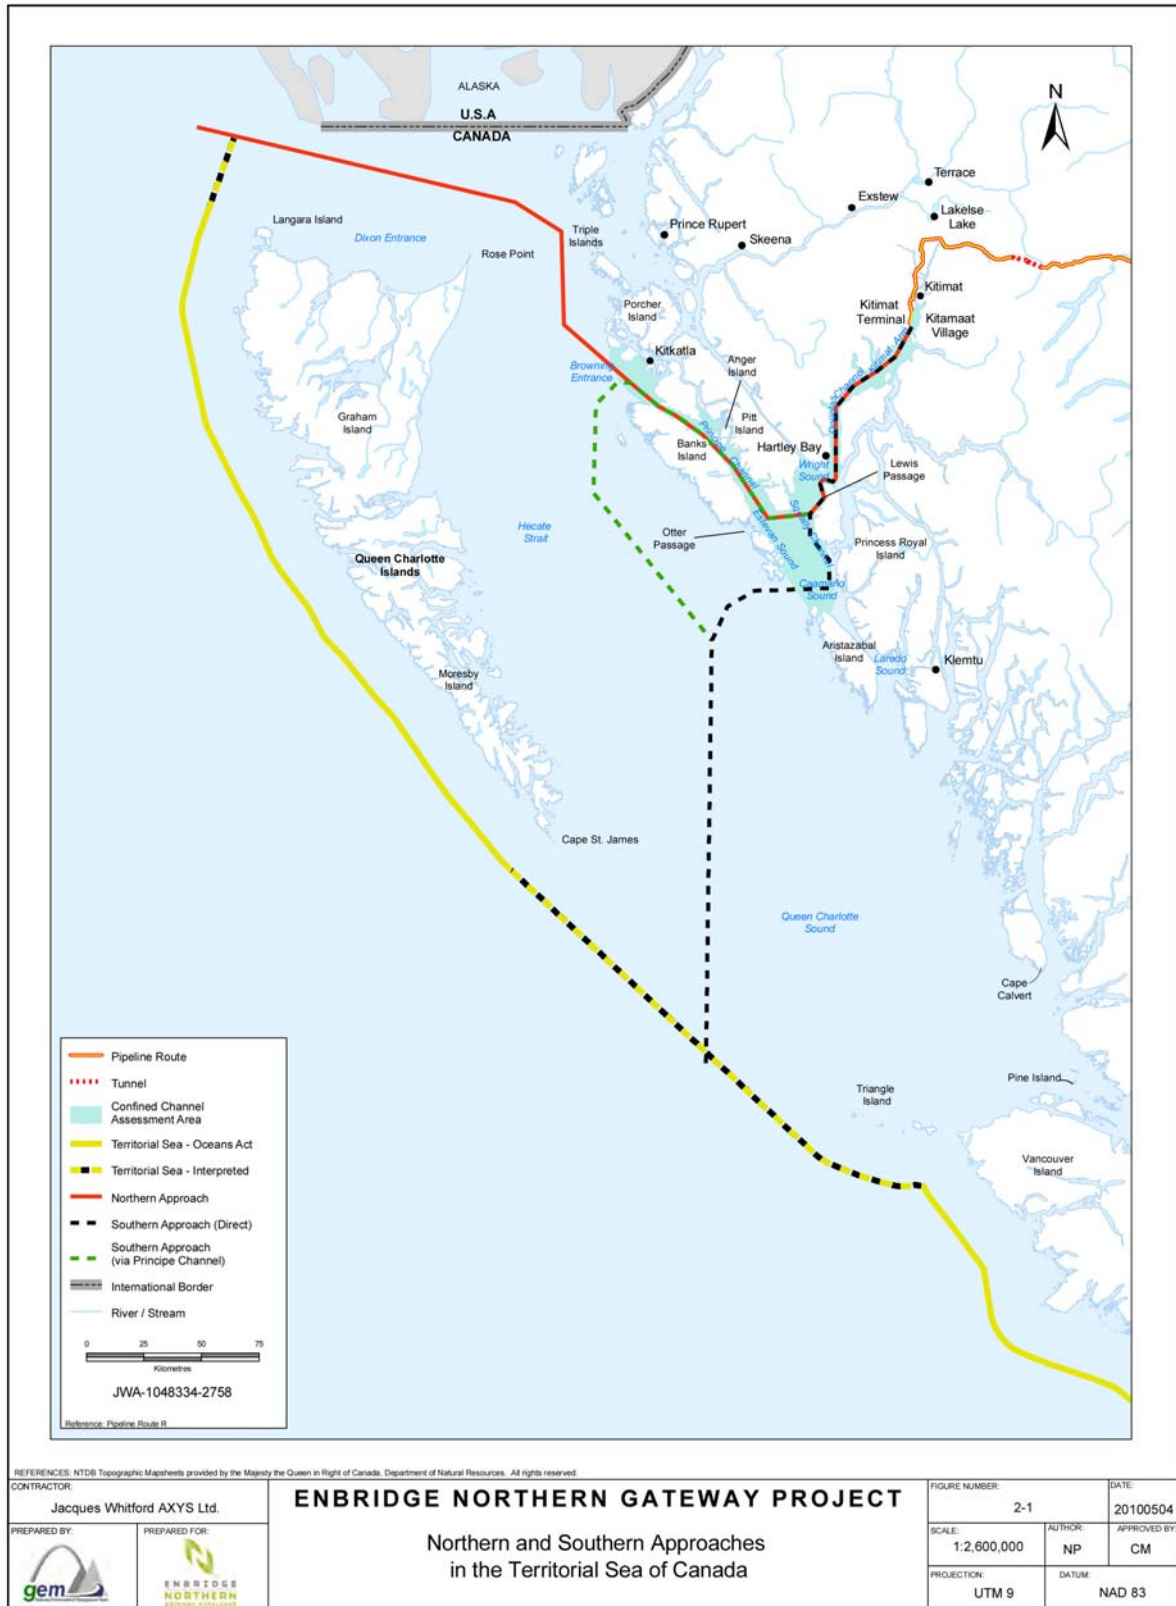 ALASKA
U.S.A
CANADA
N
Terrace
Exstew
Lakelse
Lake
Langara Island
Dixon Entrance
Triple
Islands
Prince Rupert
Skeena
Rose Point
Kitimat
Porcher
Island
Kitimat
Terminal
Kitamaat
Village
Kitkatla
Anger
Island
Kitimat Arm
Browning
Entrance
Channel
Graham
Island
Pitt
Island
Banks
Island
Principe Channel
Hartley Bay
Wright
Sound
Lewis
Passage
Hecate
Strait
Otter
Passage
Estevan Sound
Squally Channel
Princess Royal
Island
Queen Charlotte
Islands
Caamaño
Sound
Aristazabal
Island
Laredo
Sound
Klemtu
Moresby
Island
Cape St. James
Queen Charlotte
Sound
Cape
Calvert
Pine Island
Triangle
Island
Vancouver
Island
Pipeline Route
Tunnel
Confined Channel
Assessment Area
Territorial Sea - Oceans Act
Territorial Sea - Interpreted
Northern Approach
Southern Approach (Direct)
Southern Approach
(via Principe Channel)
International Border
River / Stream
0 25 50 75
Kilometres
JWA-1048334-2758
Reference: Pipeline Route R
REFERENCES: NTDB Topographic Mapsheets provided by the Majesty the Queen in Right of Canada, Department of Natural Resources. All rights reserved.
CONTRACTOR:
Jacques Whitford AXYS Ltd.
PREPARED BY:
gem
PREPARED FOR:
ENBRIDGE
NORTHERN
ENBRIDGE NORTHERN GATEWAY PROJECT
Northern and Southern Approaches
in the Territorial Sea of Canada
FIGURE NUMBER:
2-1
DATE:
20100504
SCALE:
1:2,600,000
AUTHOR:
NP
APPROVED BY:
CM
PROJECTION:
UTM 9
DATUM:
NAD 83